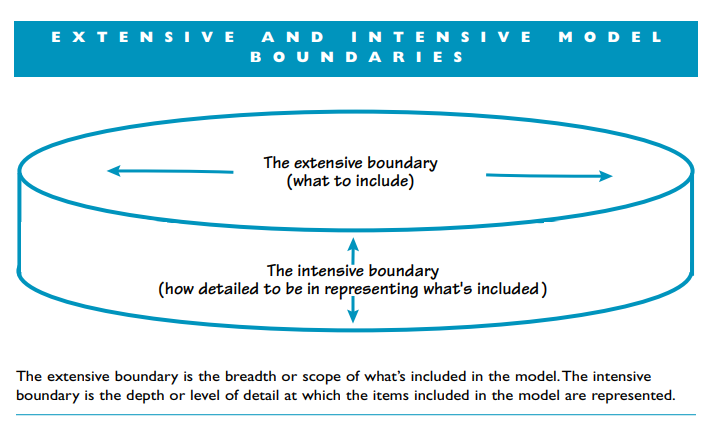 EXTENSIVE AND INTENSIVE MODEL
BOUNDARIES
The extensive boundary
(what to include)
The intensive boundary
(how detailed to be in representing what's included)
The extensive boundary is the breadth or scope of what’s included in the model. The intensive
boundary is the depth or level of detail at which the items included in the model are represented.